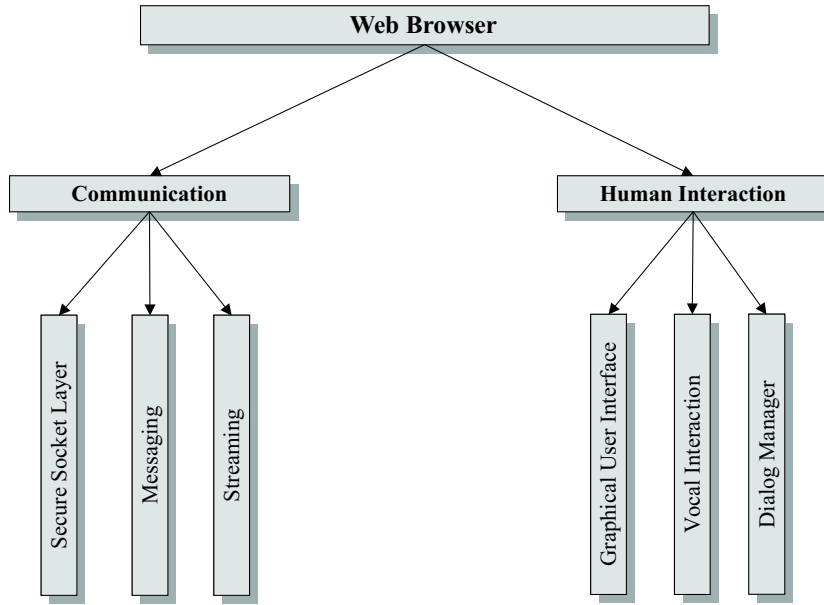 Web Browser
Communication
Human Interaction
Secure Socket Layer
Messaging
Streaming
Graphical User Interface
Vocal Interaction
Dialog Manager